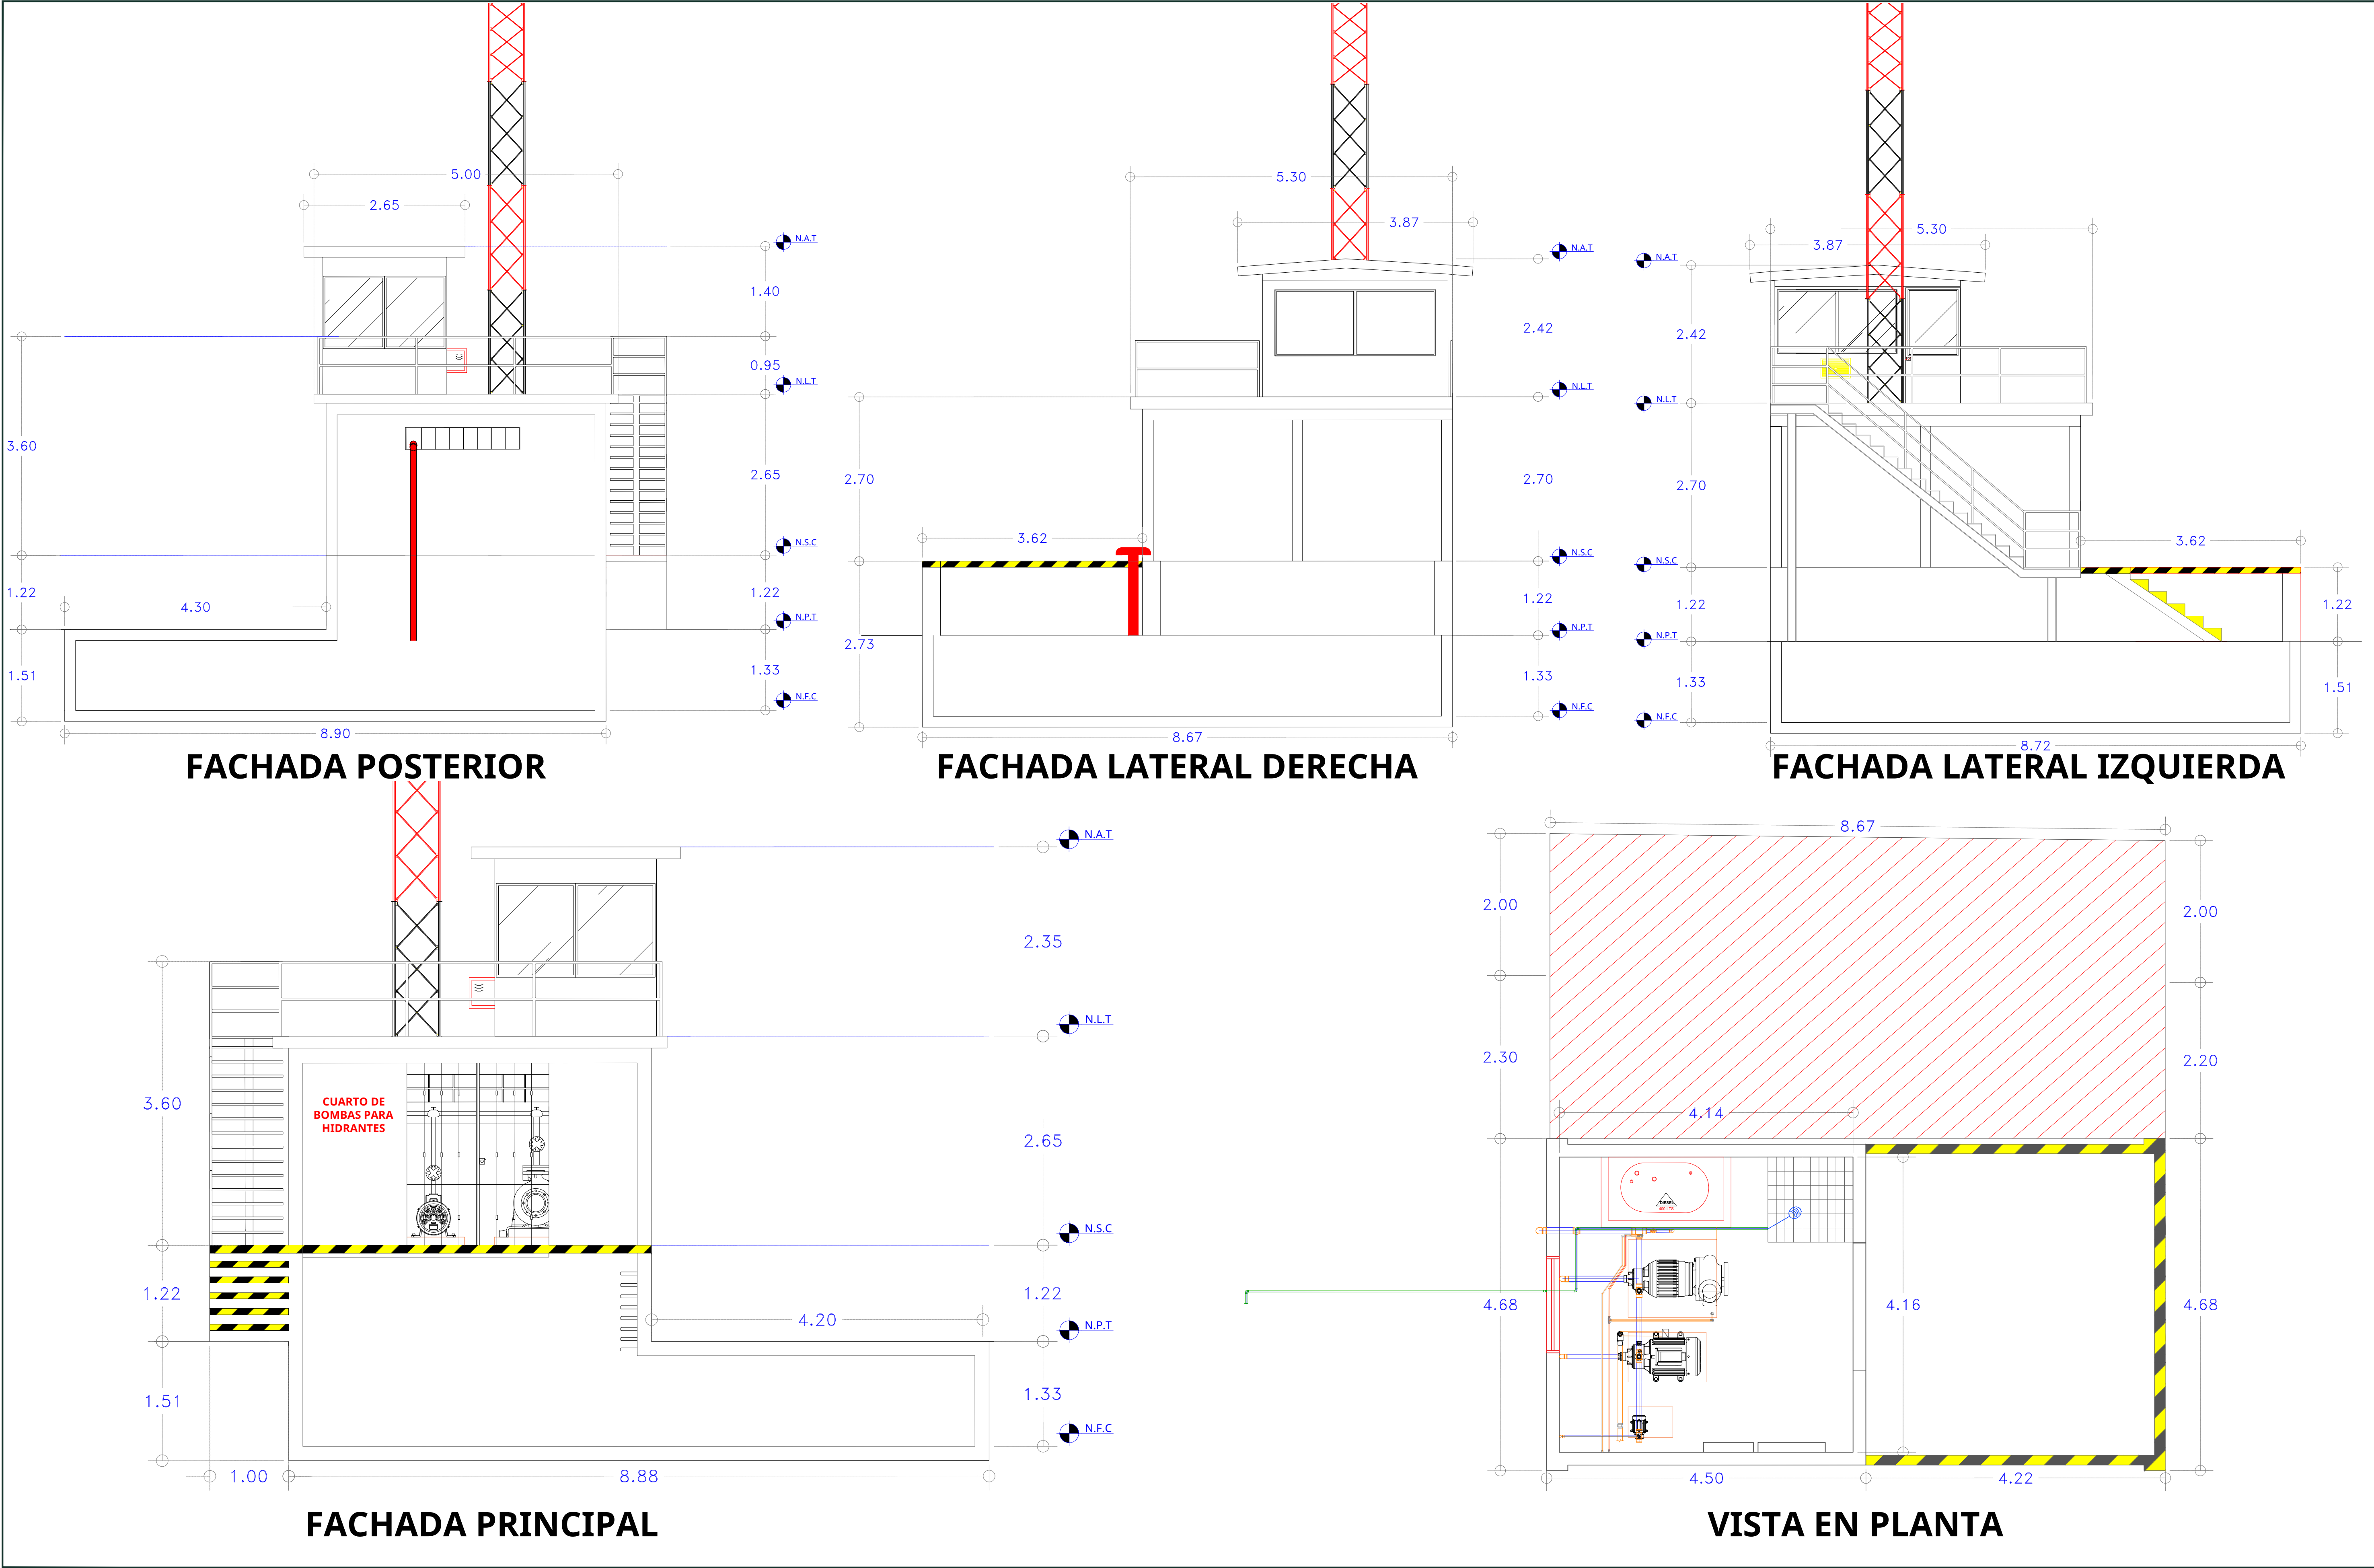 5.00
2.65
N.A.T
1.40
0.95
N.L.T
3.60
2.65
N.S.C
1.22
4.30
1.22
N.P.T
1.51
1.33
N.F.C
8.90
FACHADA POSTERIOR
5.30
3.87
N.A.T
2.42
N.L.T
2.70
2.70
3.62
N.S.C
1.22
N.P.T
2.73
1.33
N.F.C
8.67
FACHADA LATERAL DERECHA
5.30
3.87
N.A.T
2.42
N.L.T
2.70
3.62
N.S.C
1.22
1.22
N.P.T
1.33
1.51
N.F.C
8.72
FACHADA LATERAL IZQUIERDA
N.A.T
2.35
N.L.T
3.60
CUARTO DE
BOMBAS PARA
HIDRANTES
2.65
N.S.C
1.22
1.22
4.20
N.P.T
1.51
1.33
N.F.C
1.00
8.88
FACHADA PRINCIPAL
8.67
2.00
2.00
2.30
2.20
4.14
DIESEL
400 LTS
4.68
4.16
4.68
4.50
4.22
VISTA EN PLANTA